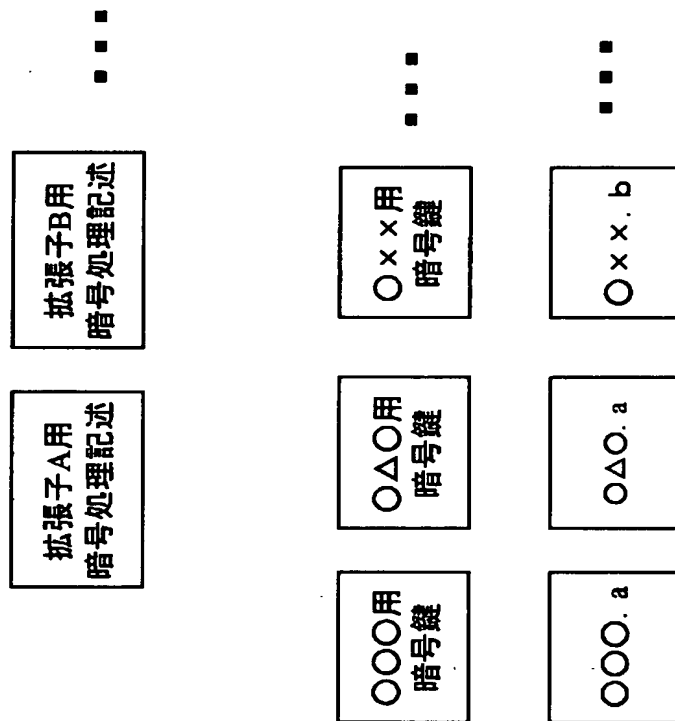 拡張子A用
暗号処理記述
拡張子B用
暗号処理記述
○○○用
暗号鍵
○△○用
暗号鍵
○××用
暗号鍵
○○○. a
○△○. a
○××. b